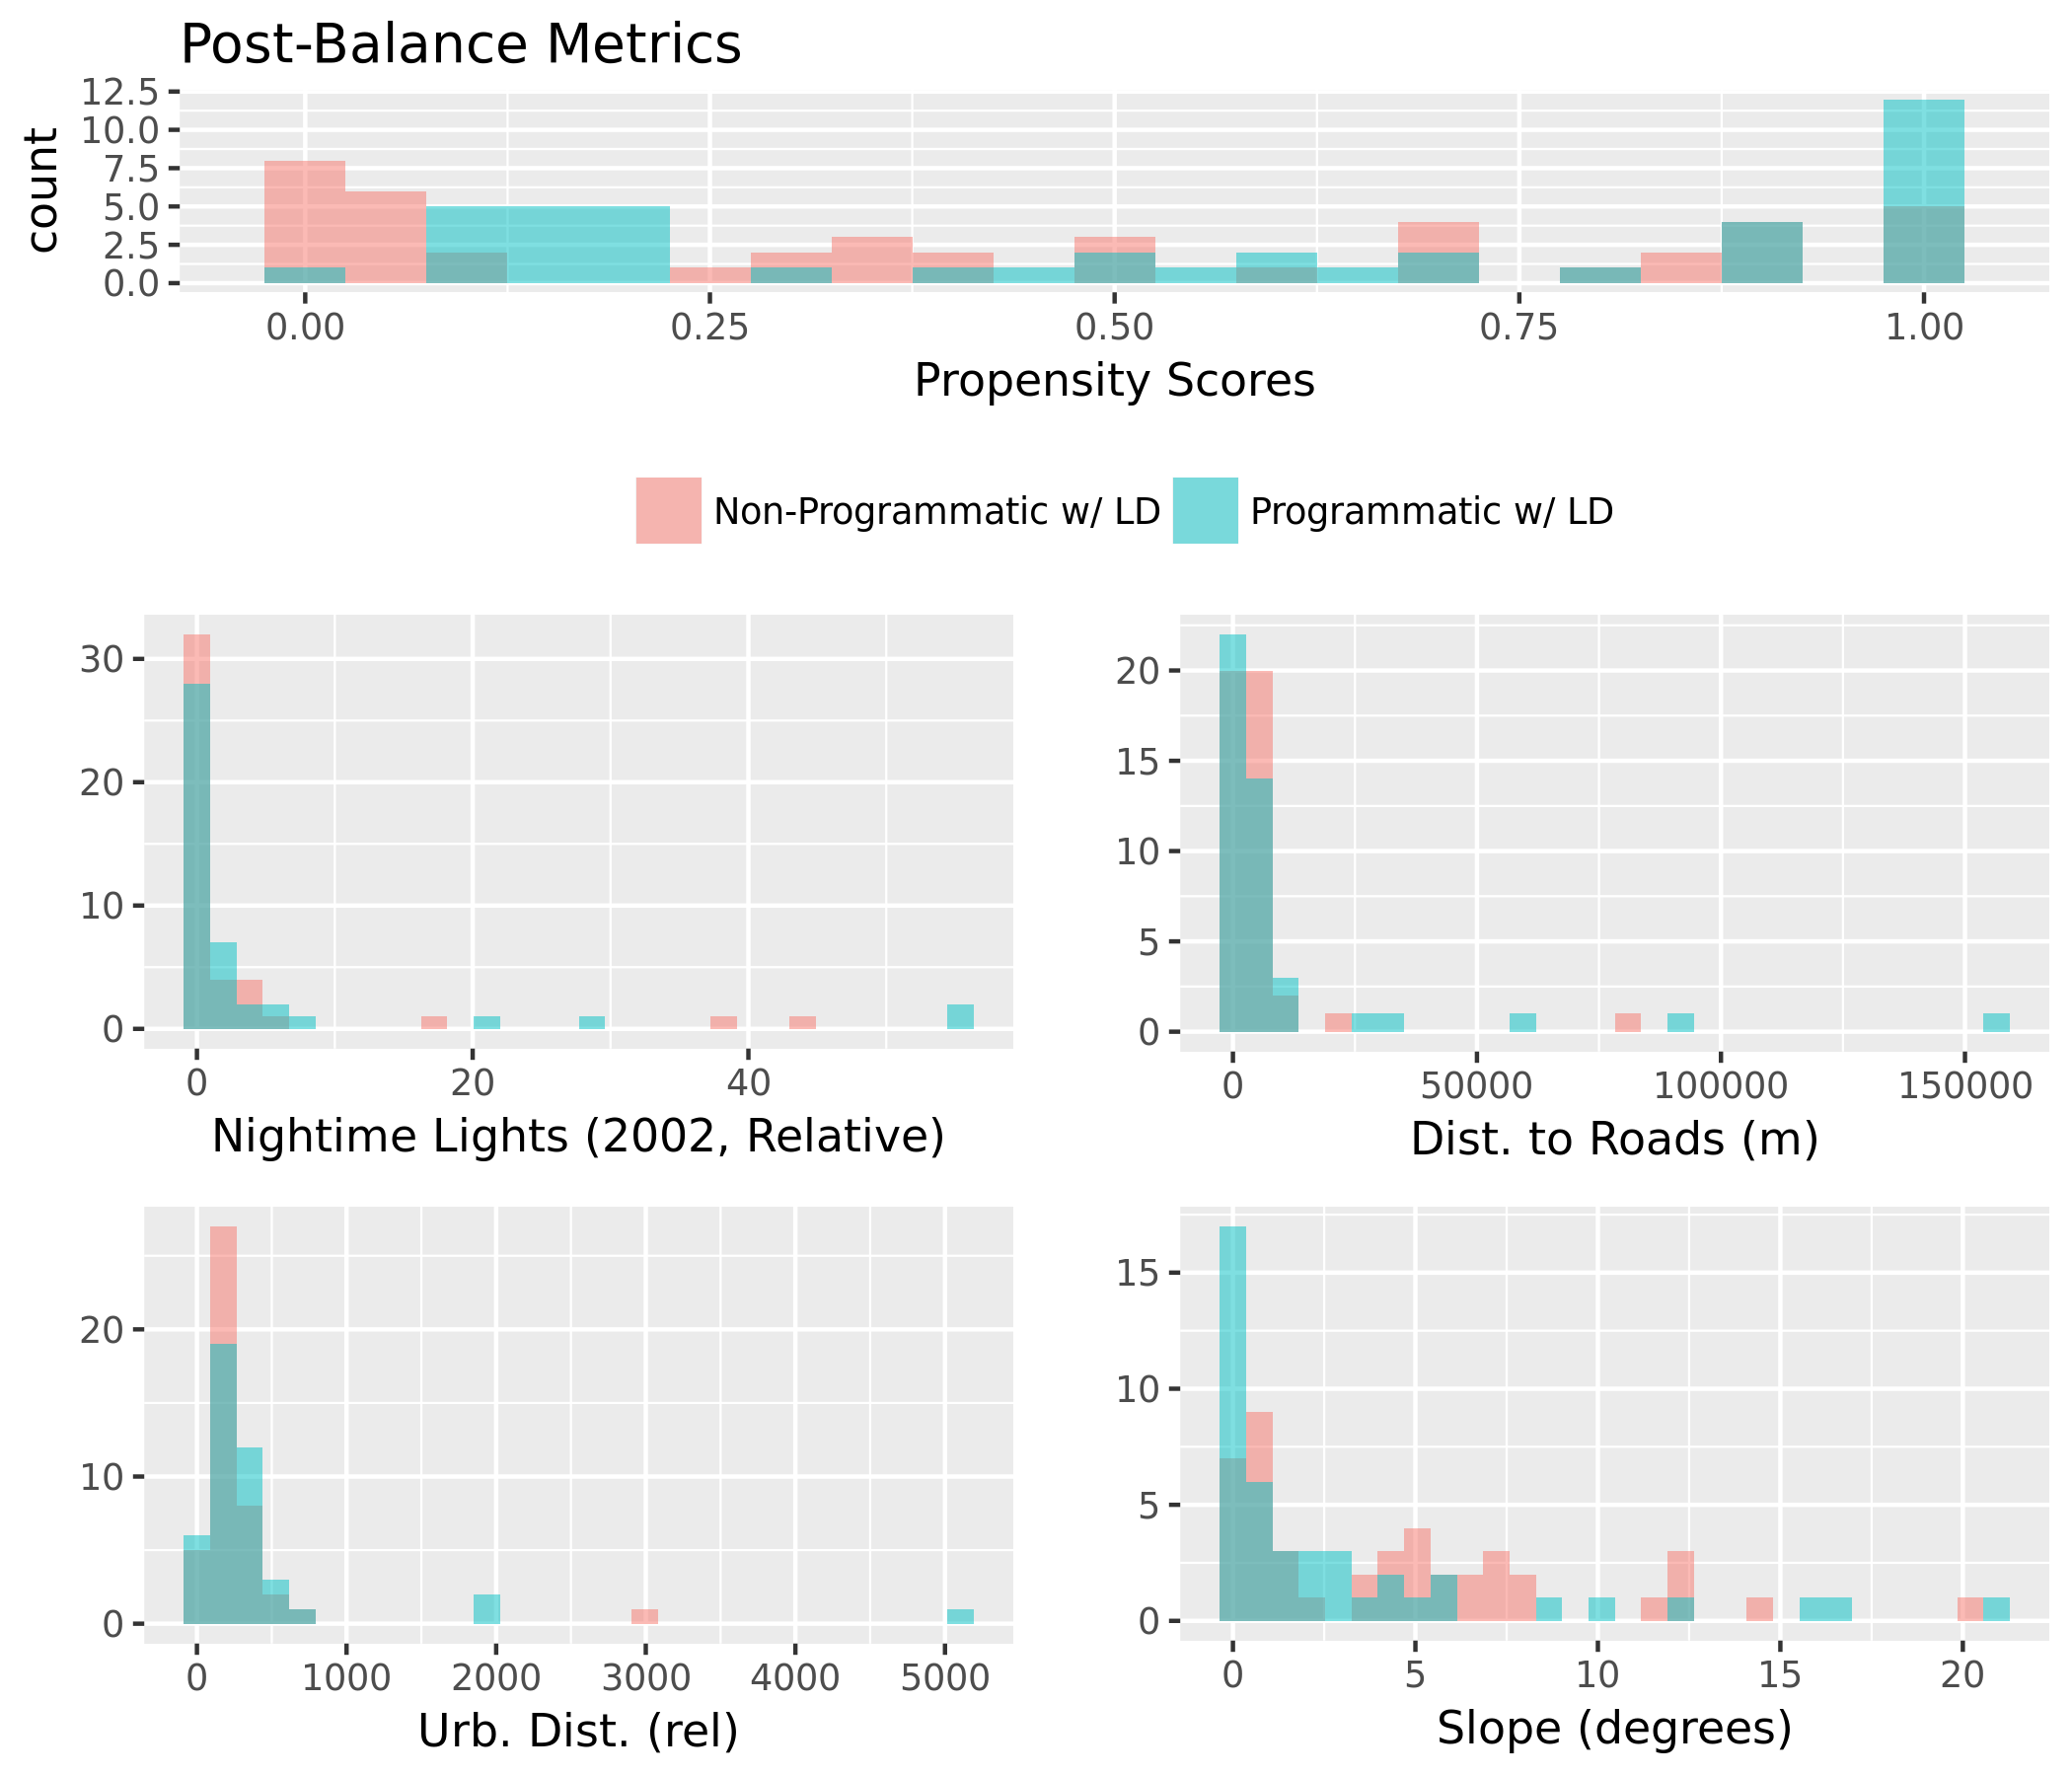 Post-Balance Metrics
count
12.5
10.0
7.5
5.0
2.5
0.0
0.00 0.25 0.50 0.75 1.00
Propensity Scores
Non-Programmatic w/ LD Programmatic w/ LD
30
20
10
0
0 20 40
Nightime Lights (2002, Relative)
20
15
10
5
0
0 50000 100000 150000
Dist. to Roads (m)
20
10
0
0 1000 2000 3000 4000 5000
Urb. Dist. (rel)
15
10
5
0
0 5 10 15 20
Slope (degrees)